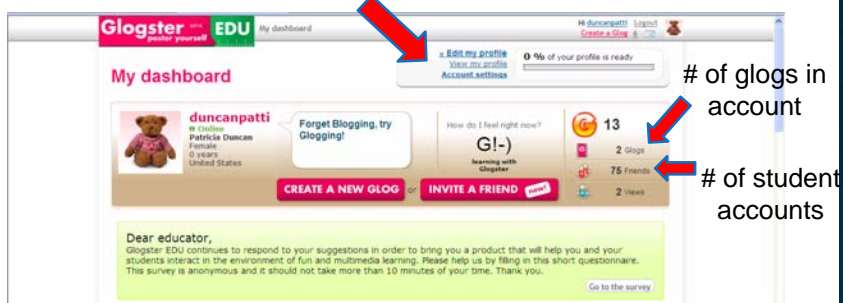 Glogster BETA EDU My dashboard
poster yourself
Hi duncanpatti Logout
Create a Glog
« Edit my profile
View my profile
Account settings
0 % of your profile is ready
My dashboard
# of glogs in
account
duncanpatti
Online
Patricia Duncan
Female
0 years
United States
Forget Blogging, try
Glogging!
How do I feel right now?
G!-)
learning with
Glogster
13
2 Glogs
75 Friends
2 Views
# of student
accounts
CREATE A NEW GLOG or INVITE A FRIEND new!
Dear educator,
Glogster EDU continues to respond to your suggestions in order to bring you a product that will help you and your
students interact in the environment of fun and multimedia learning. Please help us by filling in this short questionnaire.
This survey is anonymous and it should not take more than 10 minutes of your time. Thank you.
Go to the survey